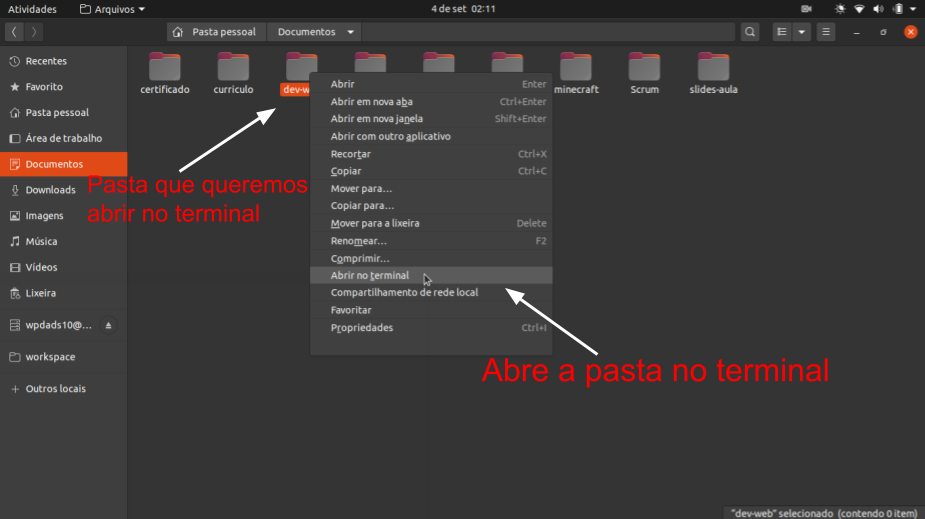 Atividades Arquivos 4 de set 02:11
Pasta pessoal Documentos
Recentes
Favorito
Pasta pessoal
Área de trabalho
Documentos
Downloads
Imagens
Música
Vídeos
Lixeira
wpdads10@...
workspace
+ Outros locais
certificado curriculo dev-w minecraft Scrum slides-aula
Abrir Enter
Abrir em nova aba Ctrl+Enter
Abrir em nova janela Shift+Enter
Abrir com outro aplicativo
Recortar Ctrl+X
Copiar Ctrl+C
Mover para...
Copiar para...
Mover para a lixeira Delete
Renomear... F2
Comprimir...
Abrir no terminal
Compartilhamento de rede local
Favoritar
Propriedades Ctrl+I
Pasta que queremos
abrir no terminal
Abre a pasta no terminal
"dev-web" selecionado (contendo 0 item)